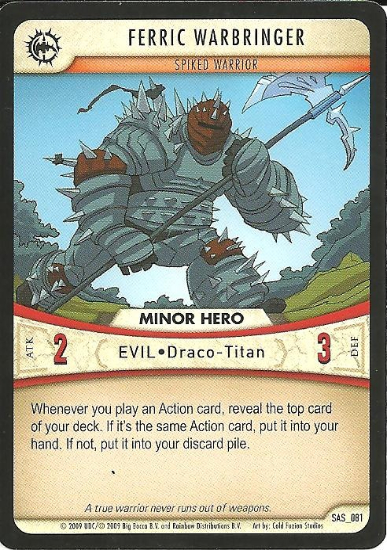 FERRIC WARBRINGER
SPIKED WARRIOR
MINOR HERO
ATK 2 EVIL•Draco-Titan 3 DEF
Whenever you play an Action card, reveal the top card
of your deck. If it's the same Action card, put it into your
hand. If not, put it into your discard pile.
A true warrior never runs out of weapons.
© 2009 UDC/© 2009 Big Bocca B.V. and Rainbow Distributions B.V. Art by: Cold Fusion Studios
SAS_081